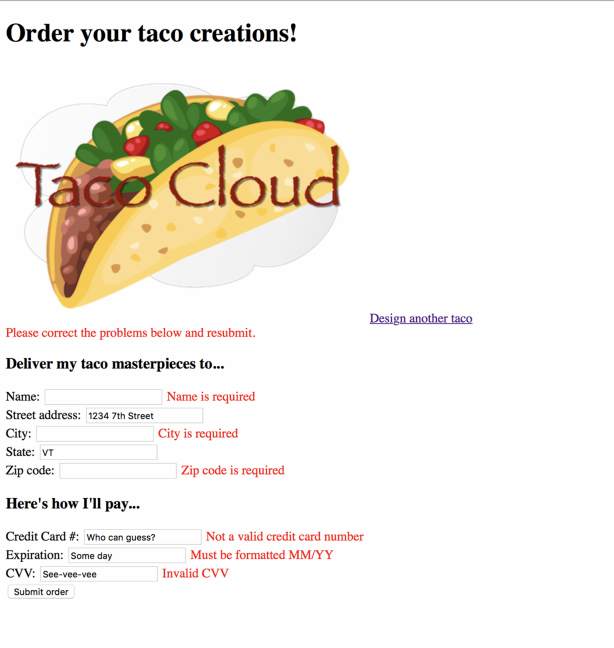 Order your taco creations!
Taco Cloud
Design another taco
Please correct the problems below and resubmit.
Deliver my taco masterpieces to...
Name: Name is required
Street address: 1234 7th Street
City: City is required
State: VT
Zip code: Zip code is required
Here's how I'll pay...
Credit Card #: Who can guess? Not a valid credit card number
Expiration: Some day Must be formatted MM/YY
CVV: See-vee-vee Invalid CVV
Submit order